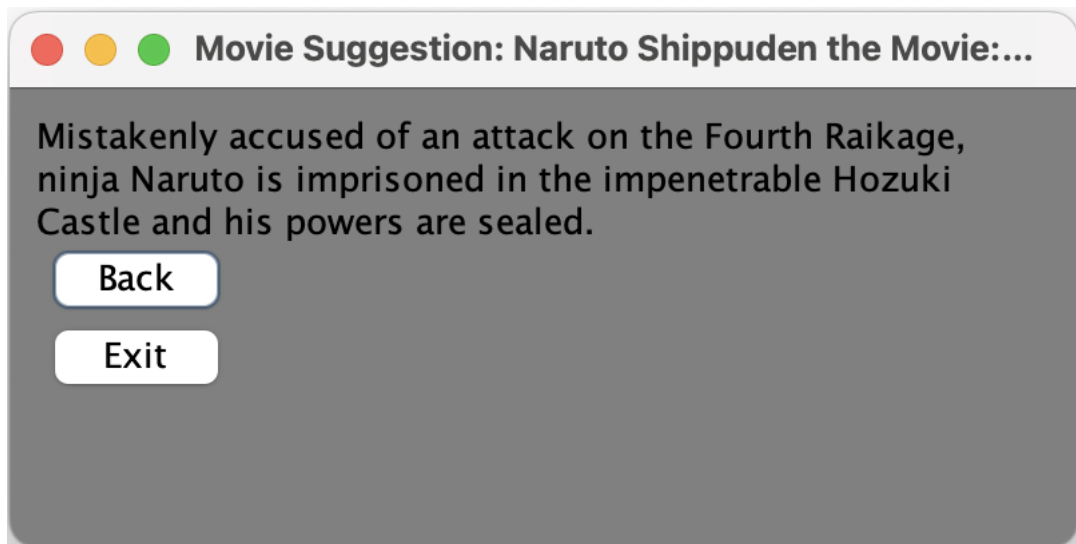 Movie Suggestion: Naruto Shippuden the Movie:...
Mistakenly accused of an attack on the Fourth Raikage,
ninja Naruto is imprisoned in the impenetrable Hozuki
Castle and his powers are sealed.
Back
Exit